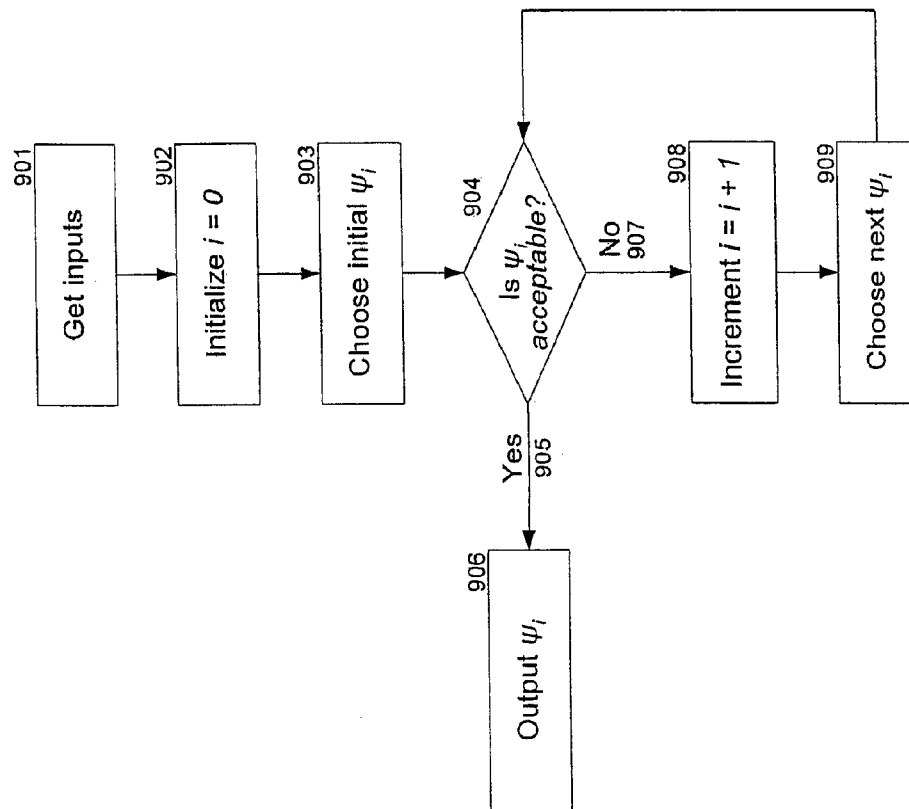 901
Get inputs
902
Initialize i = 0
903
Choose initial ψi
904
Is ψi
acceptable?
Yes
905
906
Output ψi
No
907
908
Increment i = i + 1
909
Choose next ψi